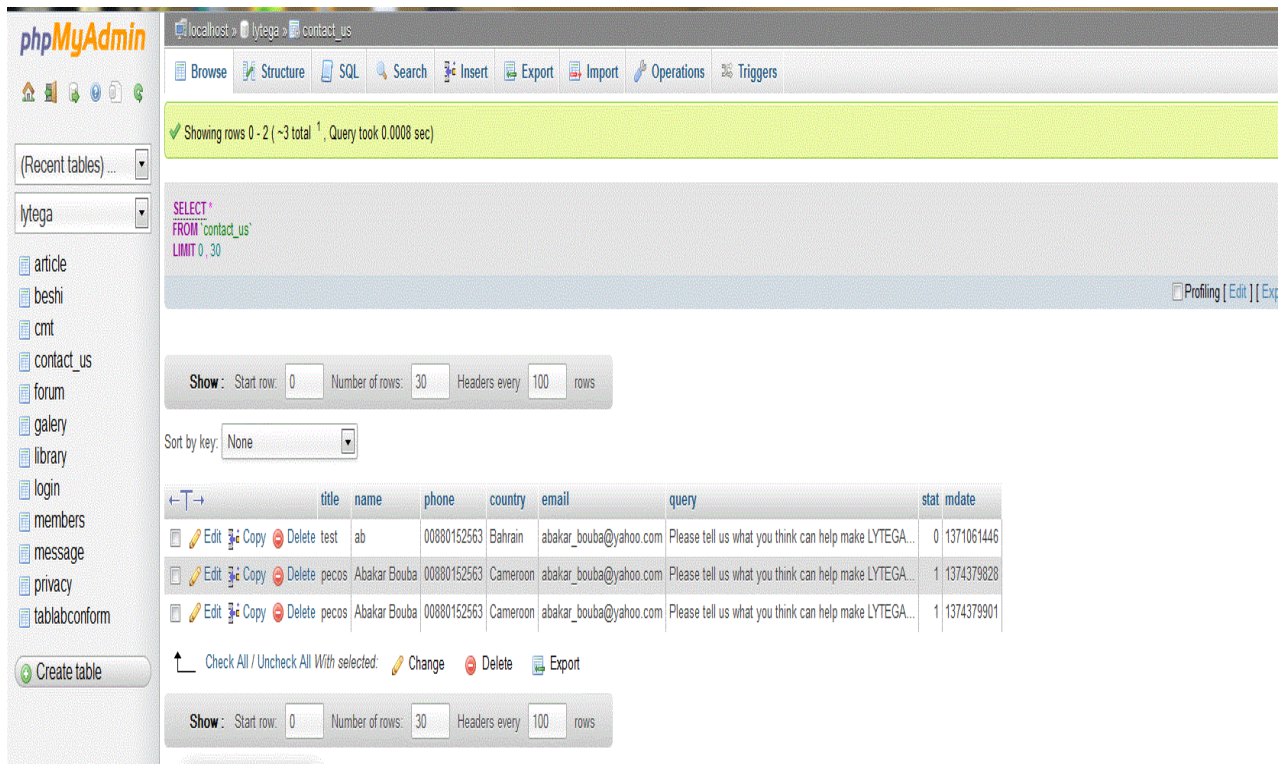 phpMyAdmin
(Recent tables) ...
lytega
article
beshi
cmt
contact_us
forum
galery
library
login
members
message
privacy
tablabconform
Create table
localhost » lytega » contact_us
Browse Structure SQL Search Insert Export Import Operations Triggers
Showing rows 0 - 2 ( ~3 total 1 , Query took 0.0008 sec)
SELECT *
FROM `contact_us`
LIMIT 0 , 30
Profiling [ Edit ] [ Exp
Show : Start row: 0 Number of rows: 30 Headers every 100 rows
Sort by key: None
←T→ title name phone country email query stat mdate
Edit Copy Delete test ab 00880152563 Bahrain abakar_bouba@yahoo.com Please tell us what you think can help make LYTEGA... 0 1371061446
Edit Copy Delete pecos Abakar Bouba 00880152563 Cameroon abakar_bouba@yahoo.com Please tell us what you think can help make LYTEGA... 1 1374379828
Edit Copy Delete pecos Abakar Bouba 00880152563 Cameroon abakar_bouba@yahoo.com Please tell us what you think can help make LYTEGA... 1 1374379901
Check All / Uncheck All With selected: Change Delete Export
Show : Start row: 0 Number of rows: 30 Headers every 100 rows